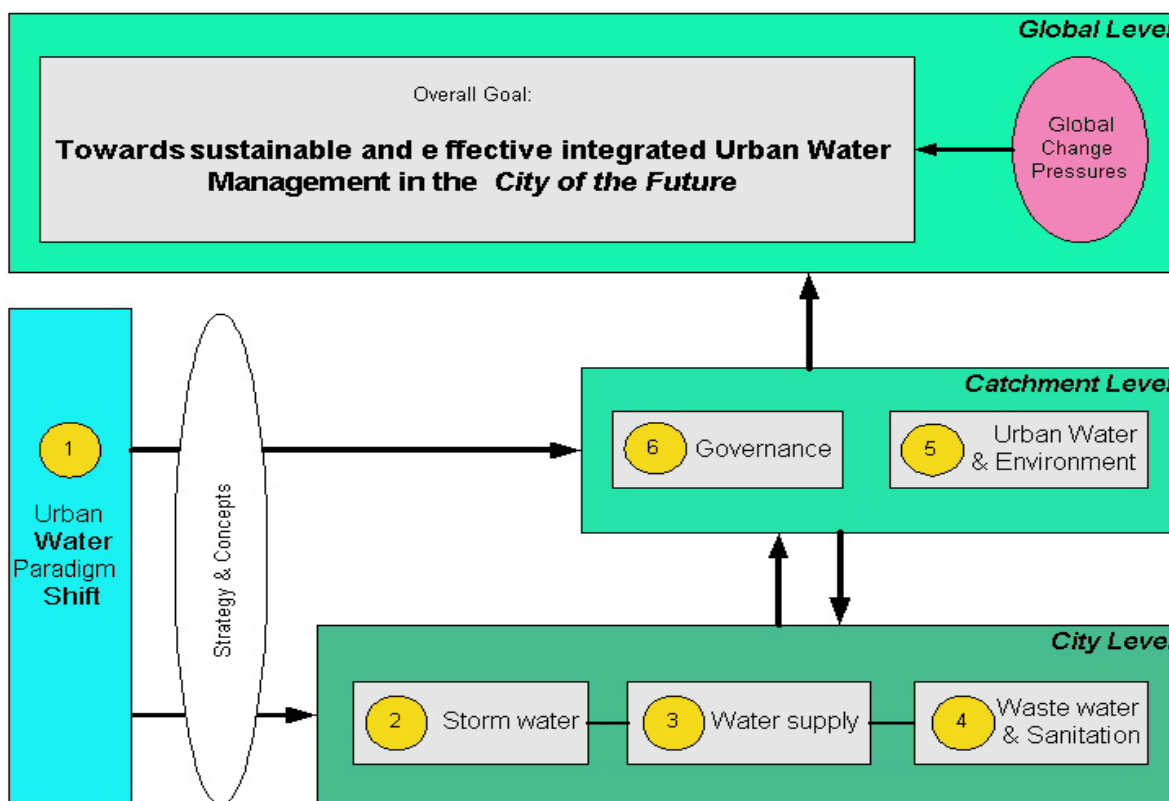 Global Level
Overall Goal:
Towards sustainable and effective integrated Urban Water
Management in the City of the Future
Global
Change
Pressures
1
Urban
Water
Paradigm
Shift
Strategy & Concepts
Catchment Level
6 Governance
5 Urban Water
& Environment
City Level
2 Storm water
3 Water supply
4 Waste water
& Sanitation